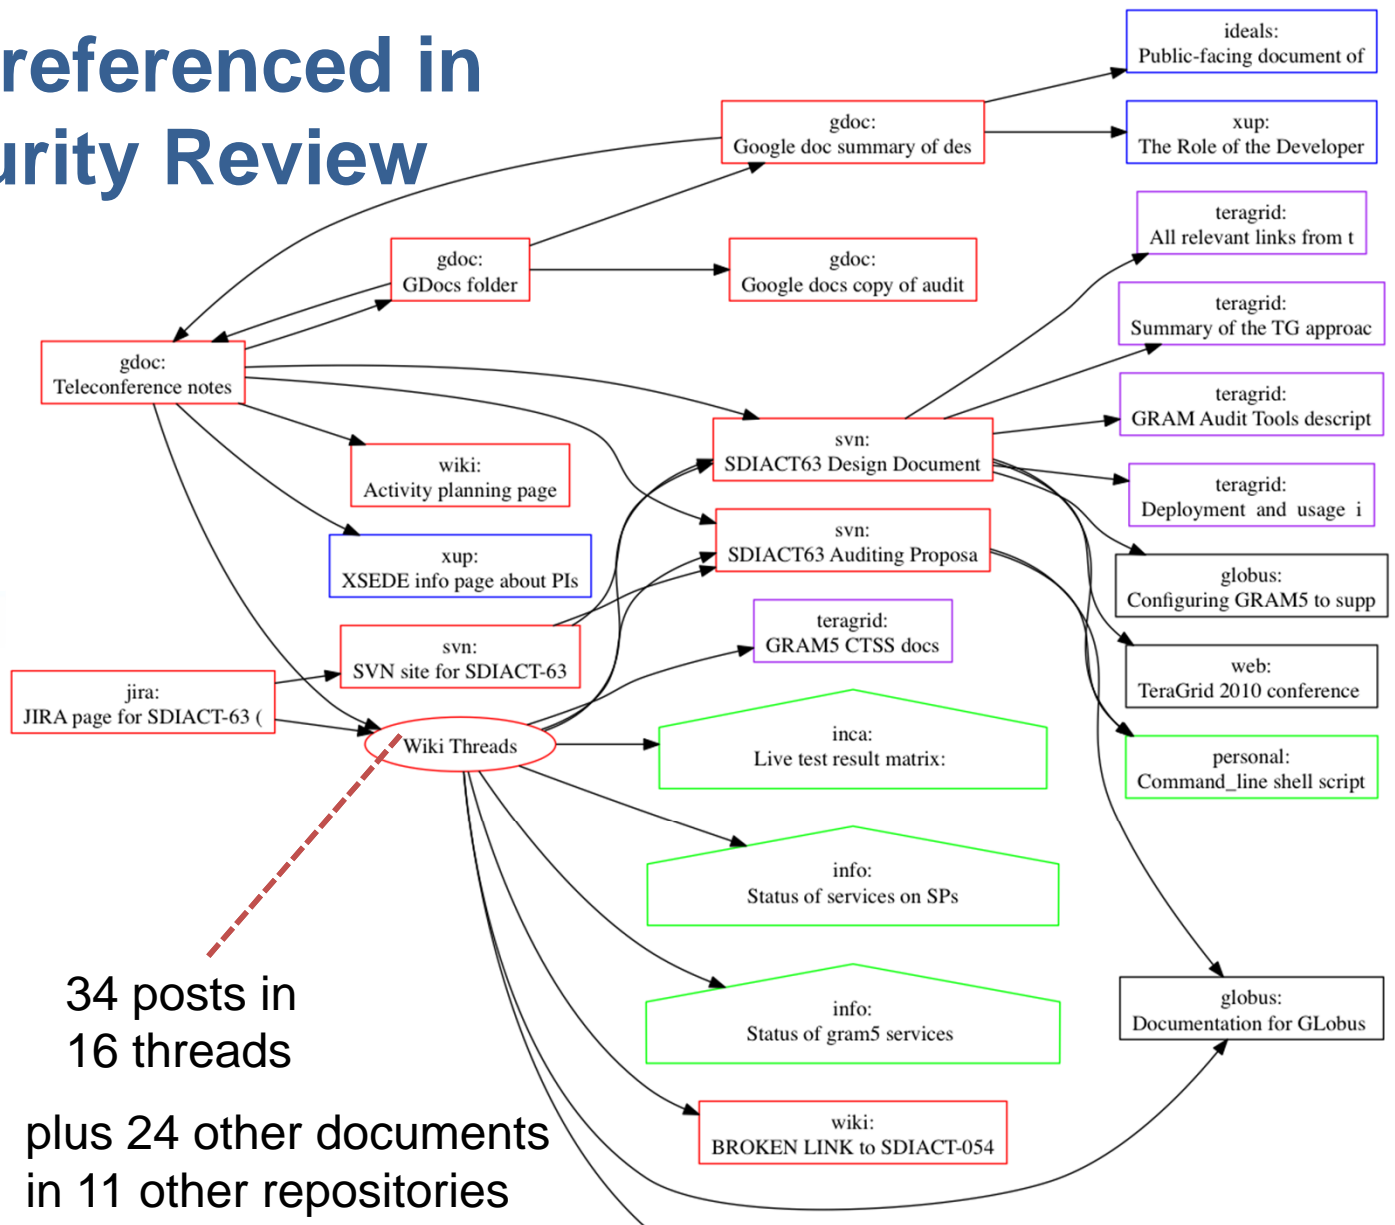 referenced in
urity Review
ideals:
Public-facing document of
gdoc:
Google doc summary of des
xup:
The Role of the Developer
teragrid:
All relevant links from t
gdoc:
GDocs folder
gdoc:
Google docs copy of audit
teragrid:
Summary of the TG approac
gdoc:
Teleconference notes
teragrid:
GRAM Audit Tools descript
svn:
SDIACT63 Design Document
wiki:
Activity planning page
teragrid:
Deployment and usage i
svn:
SDIACT63 Auditing Proposa
xup:
XSEDE info page about PIs
globus:
Configuring GRAM5 to supp
teragrid:
GRAM5 CTSS docs
svn:
SVN site for SDIACT-63
web:
TeraGrid 2010 conference
jira:
JIRA page for SDIACT-63 (
Wiki Threads
inca:
Live test result matrix:
personal:
Command_line shell script
info:
Status of services on SPs
34 posts in
16 threads
info:
Status of gram5 services
globus:
Documentation for GLobus
plus 24 other documents
in 11 other repositories
wiki:
BROKEN LINK to SDIACT-054